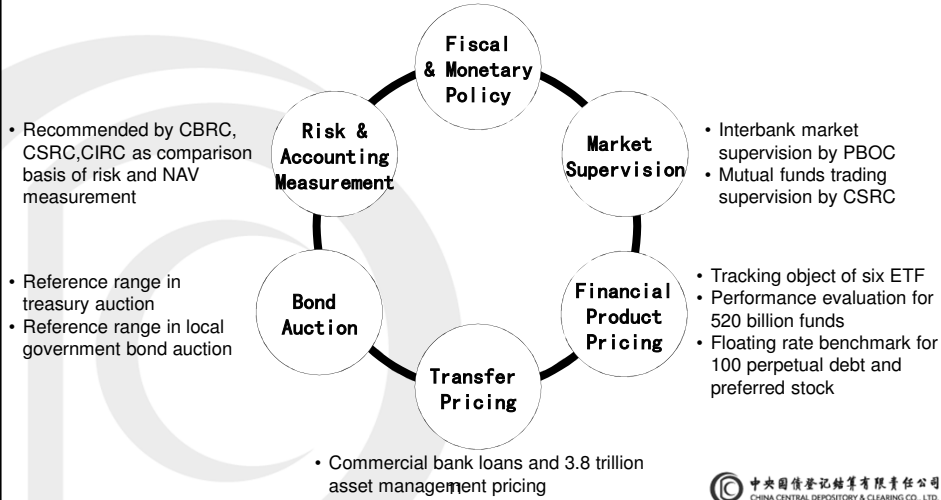 Fiscal
& Monetary
Policy
Risk &
Accounting
Measurement
• Recommended by CBRC,
CSRC,CIRC as comparison
basis of risk and NAV
measurement
Market
Supervision
• Interbank market
supervision by PBOC
• Mutual funds trading
supervision by CSRC
Bond
Auction
• Reference range in
treasury auction
• Reference range in local
government bond auction
Financial
Product
Pricing
• Tracking object of six ETF
• Performance evaluation for
520 billion funds
• Floating rate benchmark for
100 perpetual debt and
preferred stock
Transfer
Pricing
• Commercial bank loans and 3.8 trillion
asset management pricing
11
中央国债登记结算有限责任公司
CHINA CENTRAL DEPOSITORY & CLEARING CO., LTD.